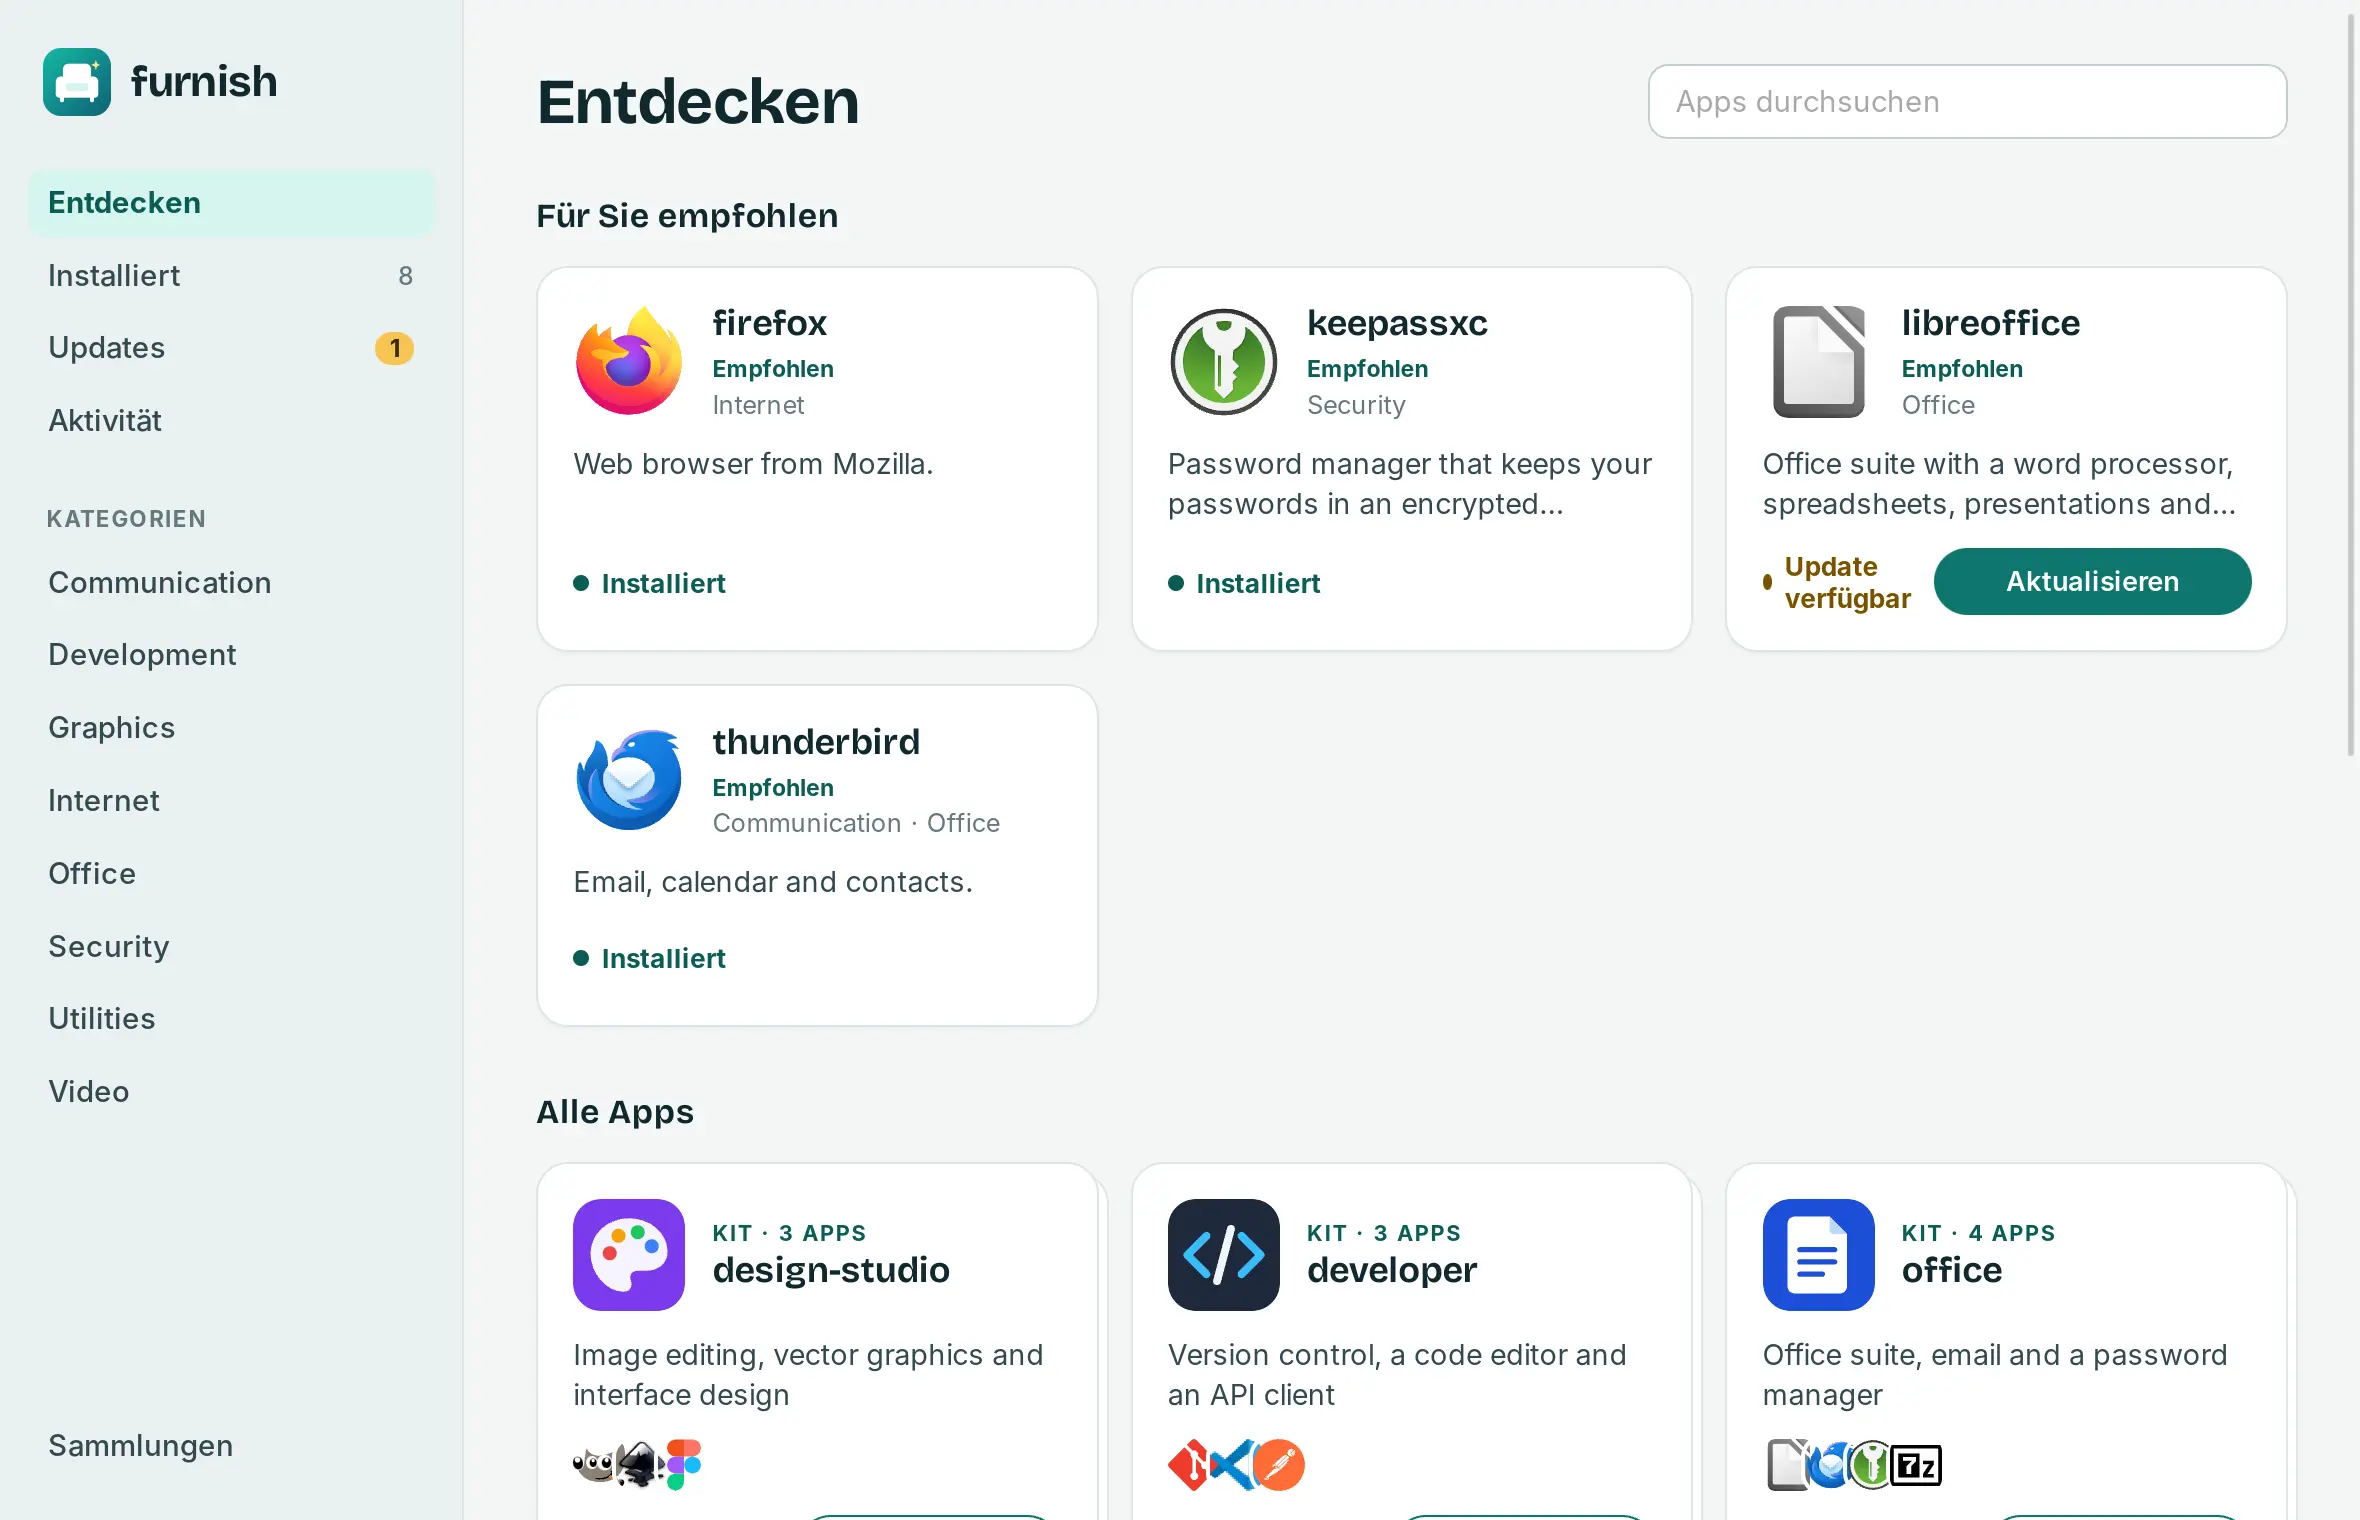 furnish
Entdecken
Installiert 8
Updates 1
Aktivität
KATEGORIEN
Communication
Development
Graphics
Internet
Office
Security
Utilities
Video
Sammlungen
Entdecken
Apps durchsuchen
Für Sie empfohlen
firefox
Empfohlen
Internet
Web browser from Mozilla.
Installiert
keepassxc
Empfohlen
Security
Password manager that keeps your
passwords in an encrypted...
Installiert
libreoffice
Empfohlen
Office
Office suite with a word processor,
spreadsheets, presentations and...
Update
verfügbar
Aktualisieren
thunderbird
Empfohlen
Communication · Office
Email, calendar and contacts.
Installiert
Alle Apps
KIT · 3 APPS
design-studio
Image editing, vector graphics and
interface design
KIT · 3 APPS
developer
Version control, a code editor and
an API client
KIT · 4 APPS
office
Office suite, email and a password
manager
7z